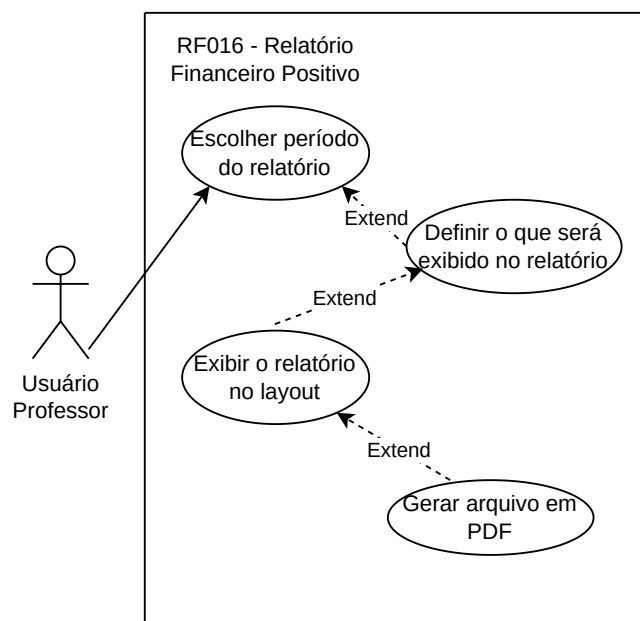 RF016 - Relatório
Financeiro Positivo
Escolher período
do relatório
Extend
Definir o que será
exibido no relatório
Extend
Exibir o relatório
no layout
Usuário
Professor
Extend
Gerar arquivo em
PDF